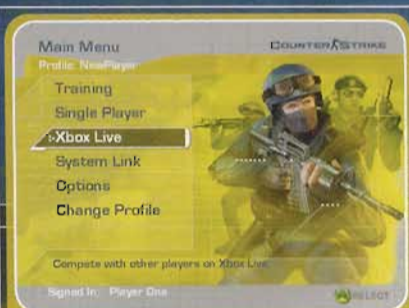 Main Menu
COUNTER STRIKE
Profile: NewPlayer
Training
Single Player
Xbox Live
System Link
Options
Change Profile
Compete with other players on Xbox Live.
Signed In: Player One
SELECT